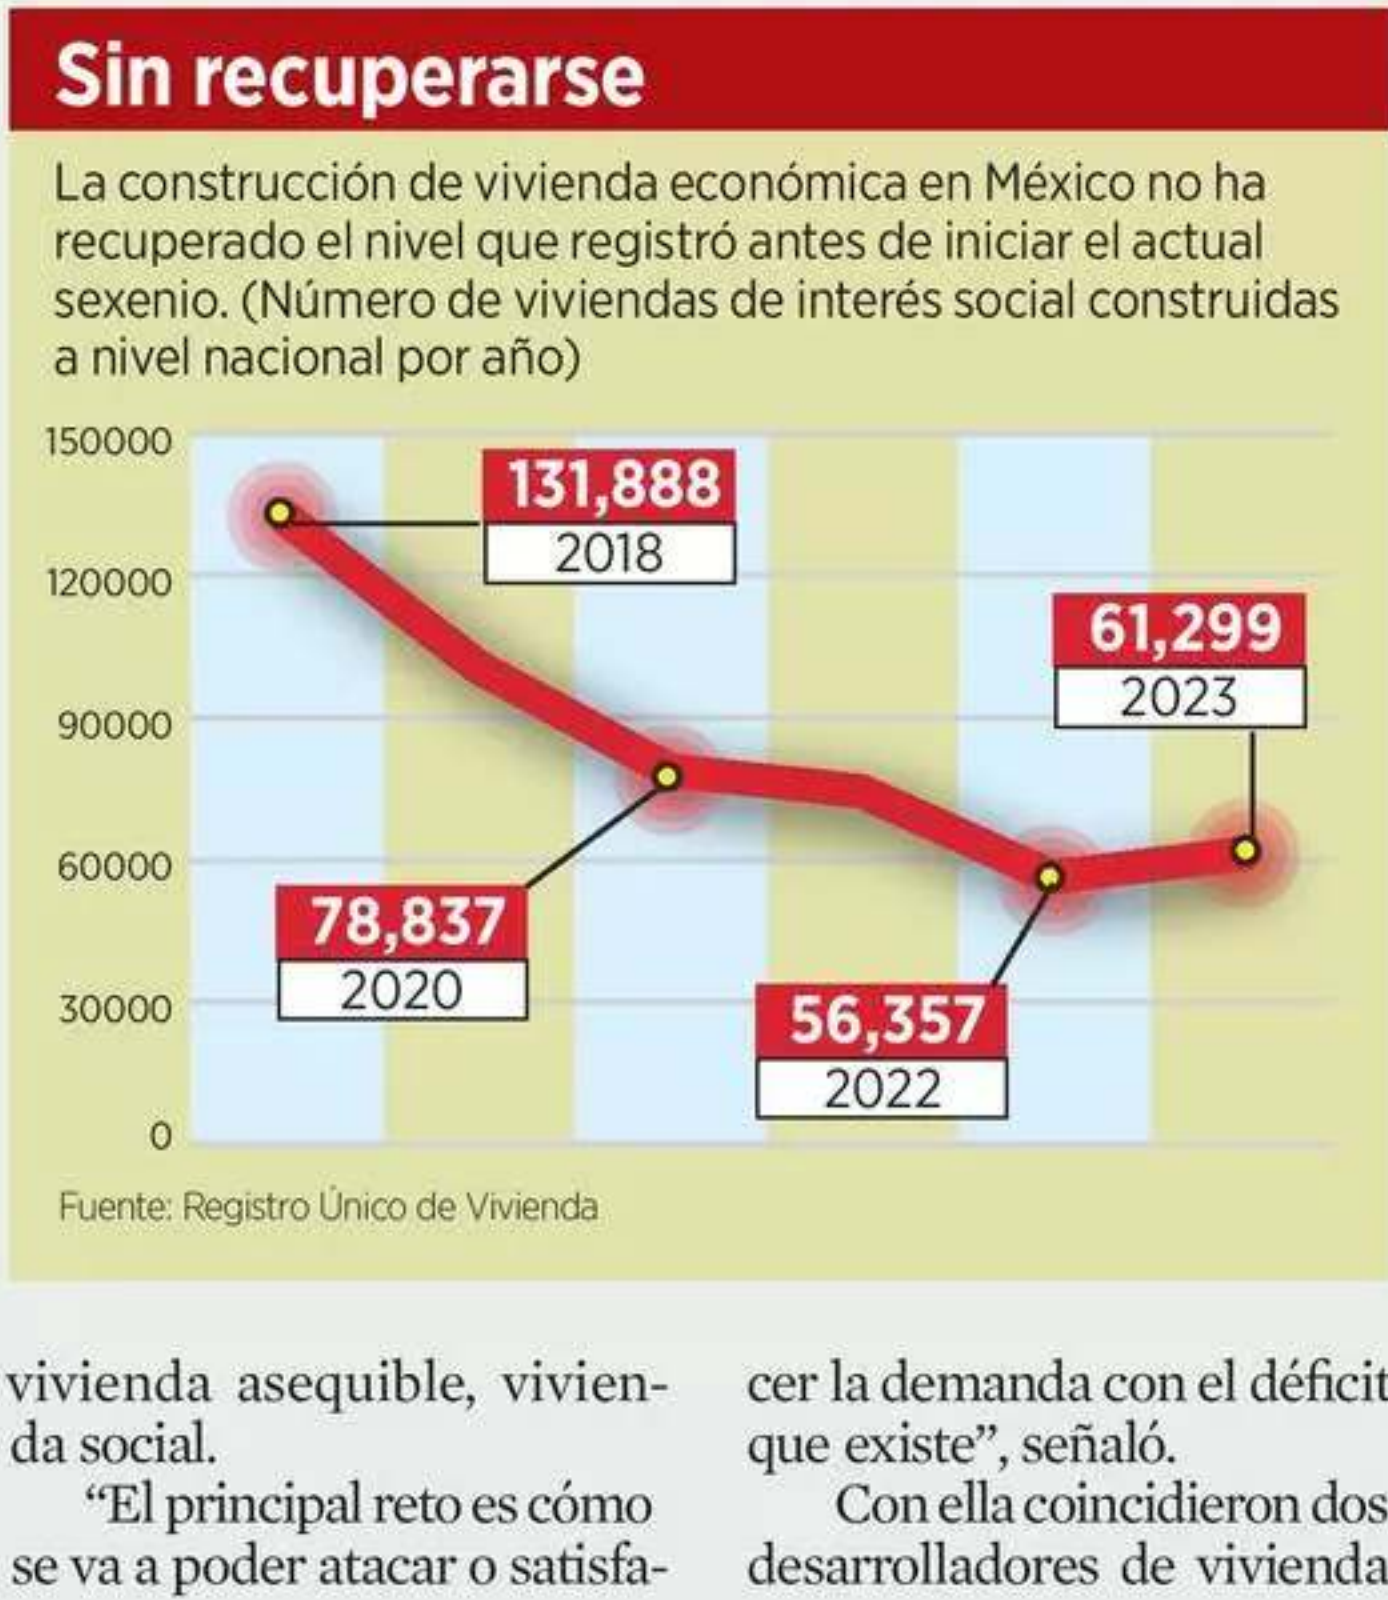 Sin recuperarse
La construcción de vivienda económica en México no ha
recuperado el nivel que registró antes de iniciar el actual
sexenio. (Número de viviendas de interés social construidas
a nivel nacional por año)
150000
120000
90000
60000
30000
0
131,888
2018
61,299
2023
78,837
2020
56,357
2022
Fuente: Registro Único de Vivienda
vivienda asequible, vivien-
da social.
“El principal reto es cómo
se va a poder atacar o satisfa-
cer la demanda con el déficit
que existe”, señaló.
Con ella coincidieron dos
desarrolladores de vivienda